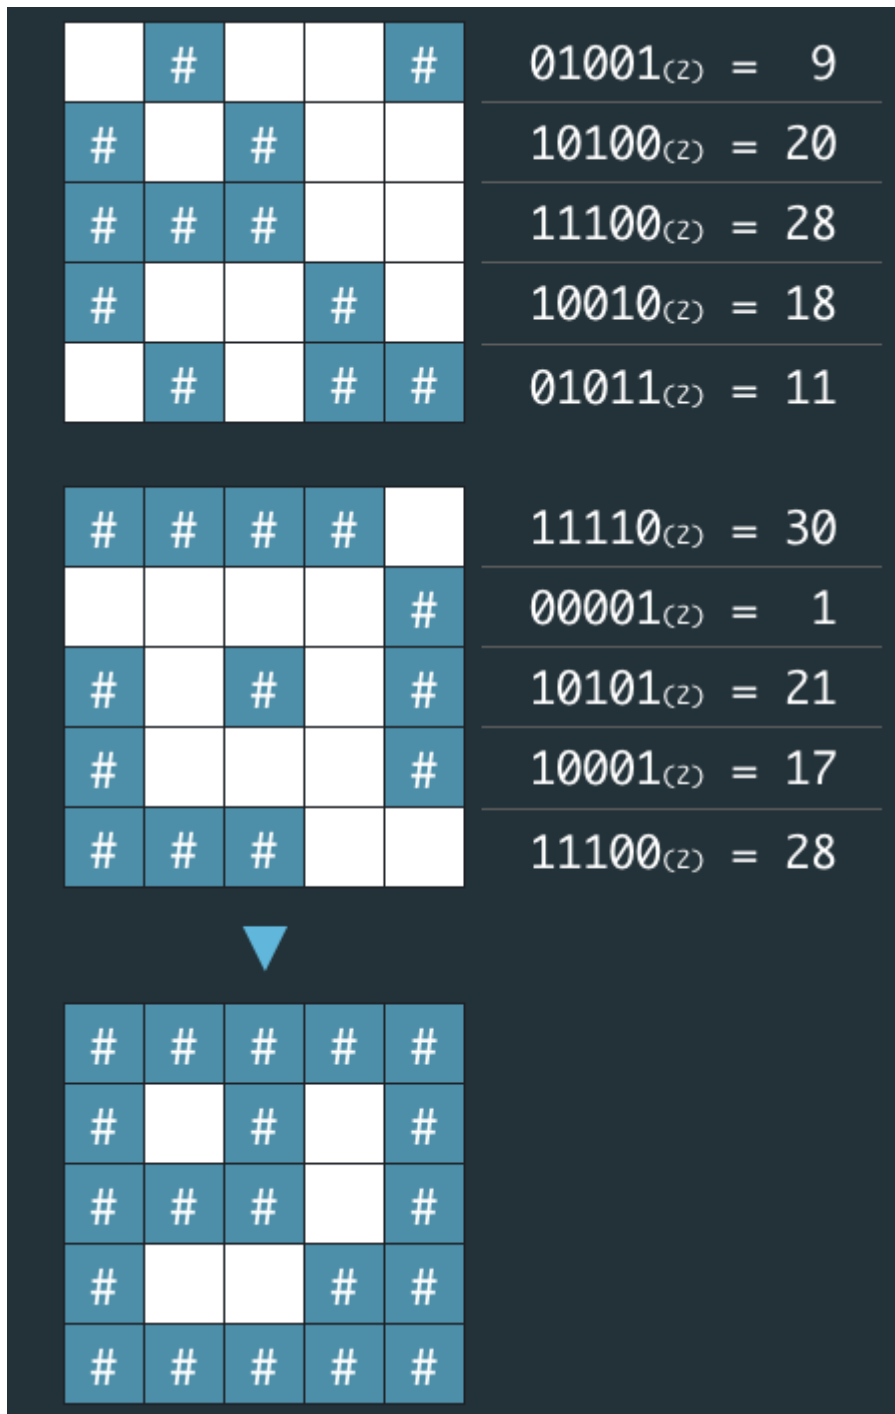 # # 01001(2) = 9
# # 10100(2) = 20
# # # 11100(2) = 28
# # 10010(2) = 18
# # # 01011(2) = 11
# # # # 11110(2) = 30
# 00001(2) = 1
# # # 10101(2) = 21
# # 10001(2) = 17
# # # 11100(2) = 28
# # # # #
# # #
# # # #
# # #
# # # # #